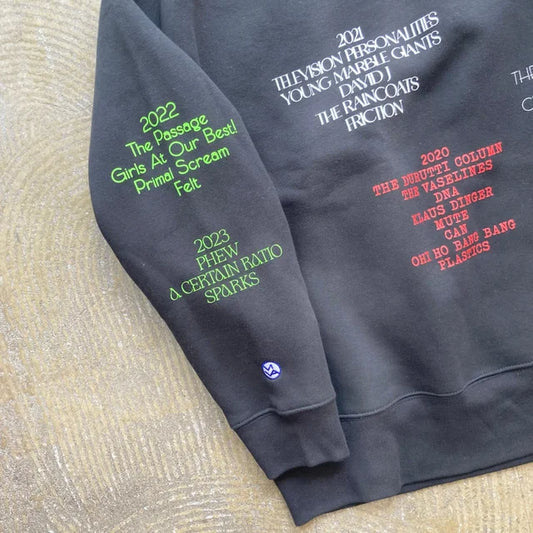 2021
TELEVISION PERSONALITIES
YOUNG MARBLE GIANTS
DAVID J
THE RAINCOATS
FRICTION
2022
The Passage
Girls At Our Best!
Primal Scream
Felt
2020
THE DURUTTI COLUMN
THE VASELINES
DNA
KLAUS DINGER
MUTE
CAN
OHI HO BANG BANG
PLASTICS
2023
PHEW
A CERTAIN RATIO
SPARKS